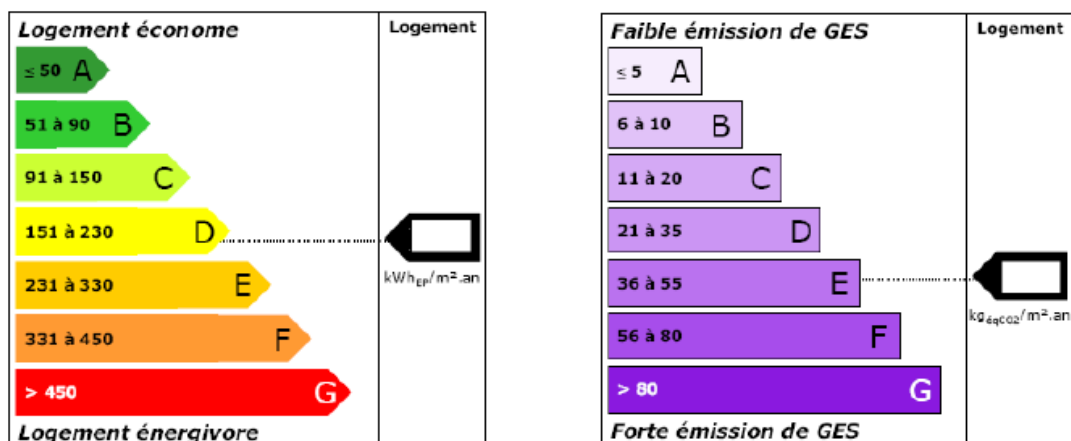 Logement économe
Logement
≤ 50 A
51 à 90 B
91 à 150 C
151 à 230 D
231 à 330 E
331 à 450 F
> 450 G
kWhEP/m².an
Logement énergivore
Faible émission de GES
Logement
≤ 5 A
6 à 10 B
11 à 20 C
21 à 35 D
36 à 55 E
56 à 80 F
> 80 G
kgéqCO2/m².an
Forte émission de GES